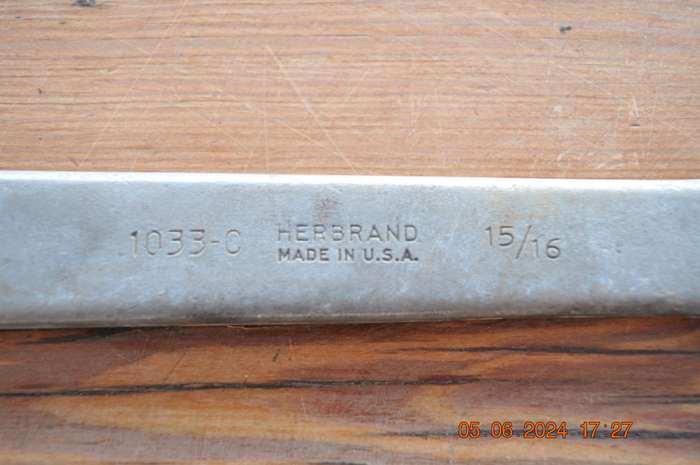 1033-C HERBRAND 15/16
MADE IN U.S.A.
05.06.2024 17:27